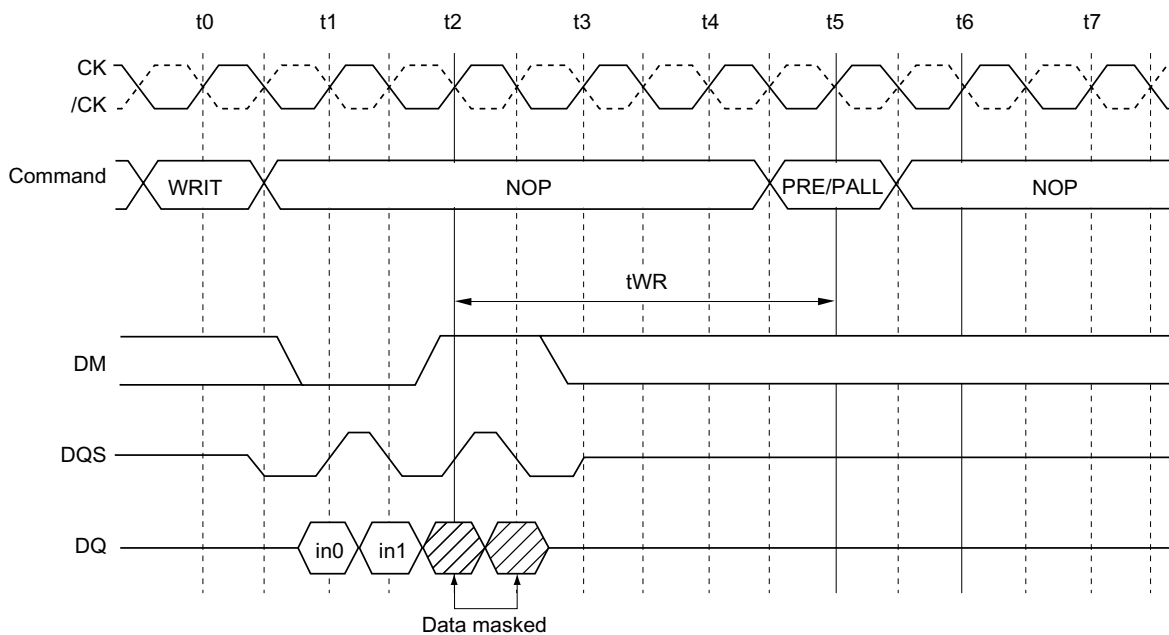 t0 t1 t2 t3 t4 t5 t6 t7
CK
/CK
Command WRIT NOP PRE/PALL NOP
tWR
DM
DQS
DQ in0 in1
Data masked